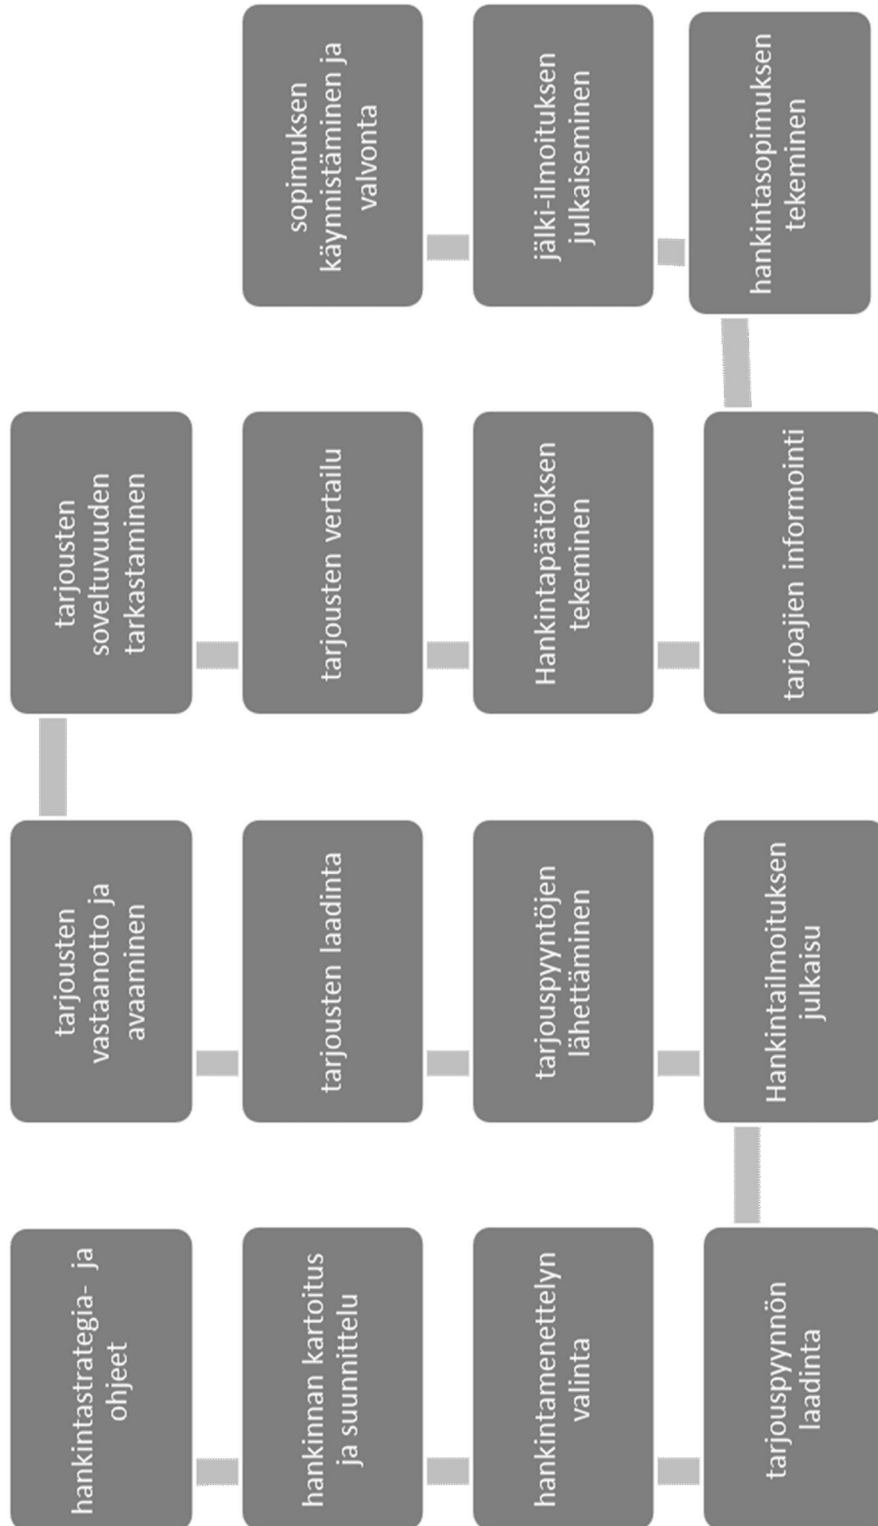 hankintastrategia- ja
ohjeet
hankinnan kartoitus
ja suunnittelu
hankintamenettelyn
valinta
tarjouspyynnön
laadinta
Hankintailmoituksen
julkaisu
tarjouspyyntöjen
lähettäminen
tarjousten laadinta
tarjousten
vastaanotto ja
avaaminen
tarjousten
soveltuvuuden
tarkastaminen
tarjousten vertailu
Hankintapäätöksen
tekeminen
tarjoajien informointi
hankintasopimuksen
tekeminen
jälki-ilmoituksen
julkaiseminen
sopimuksen
käynnistäminen ja
valvonta